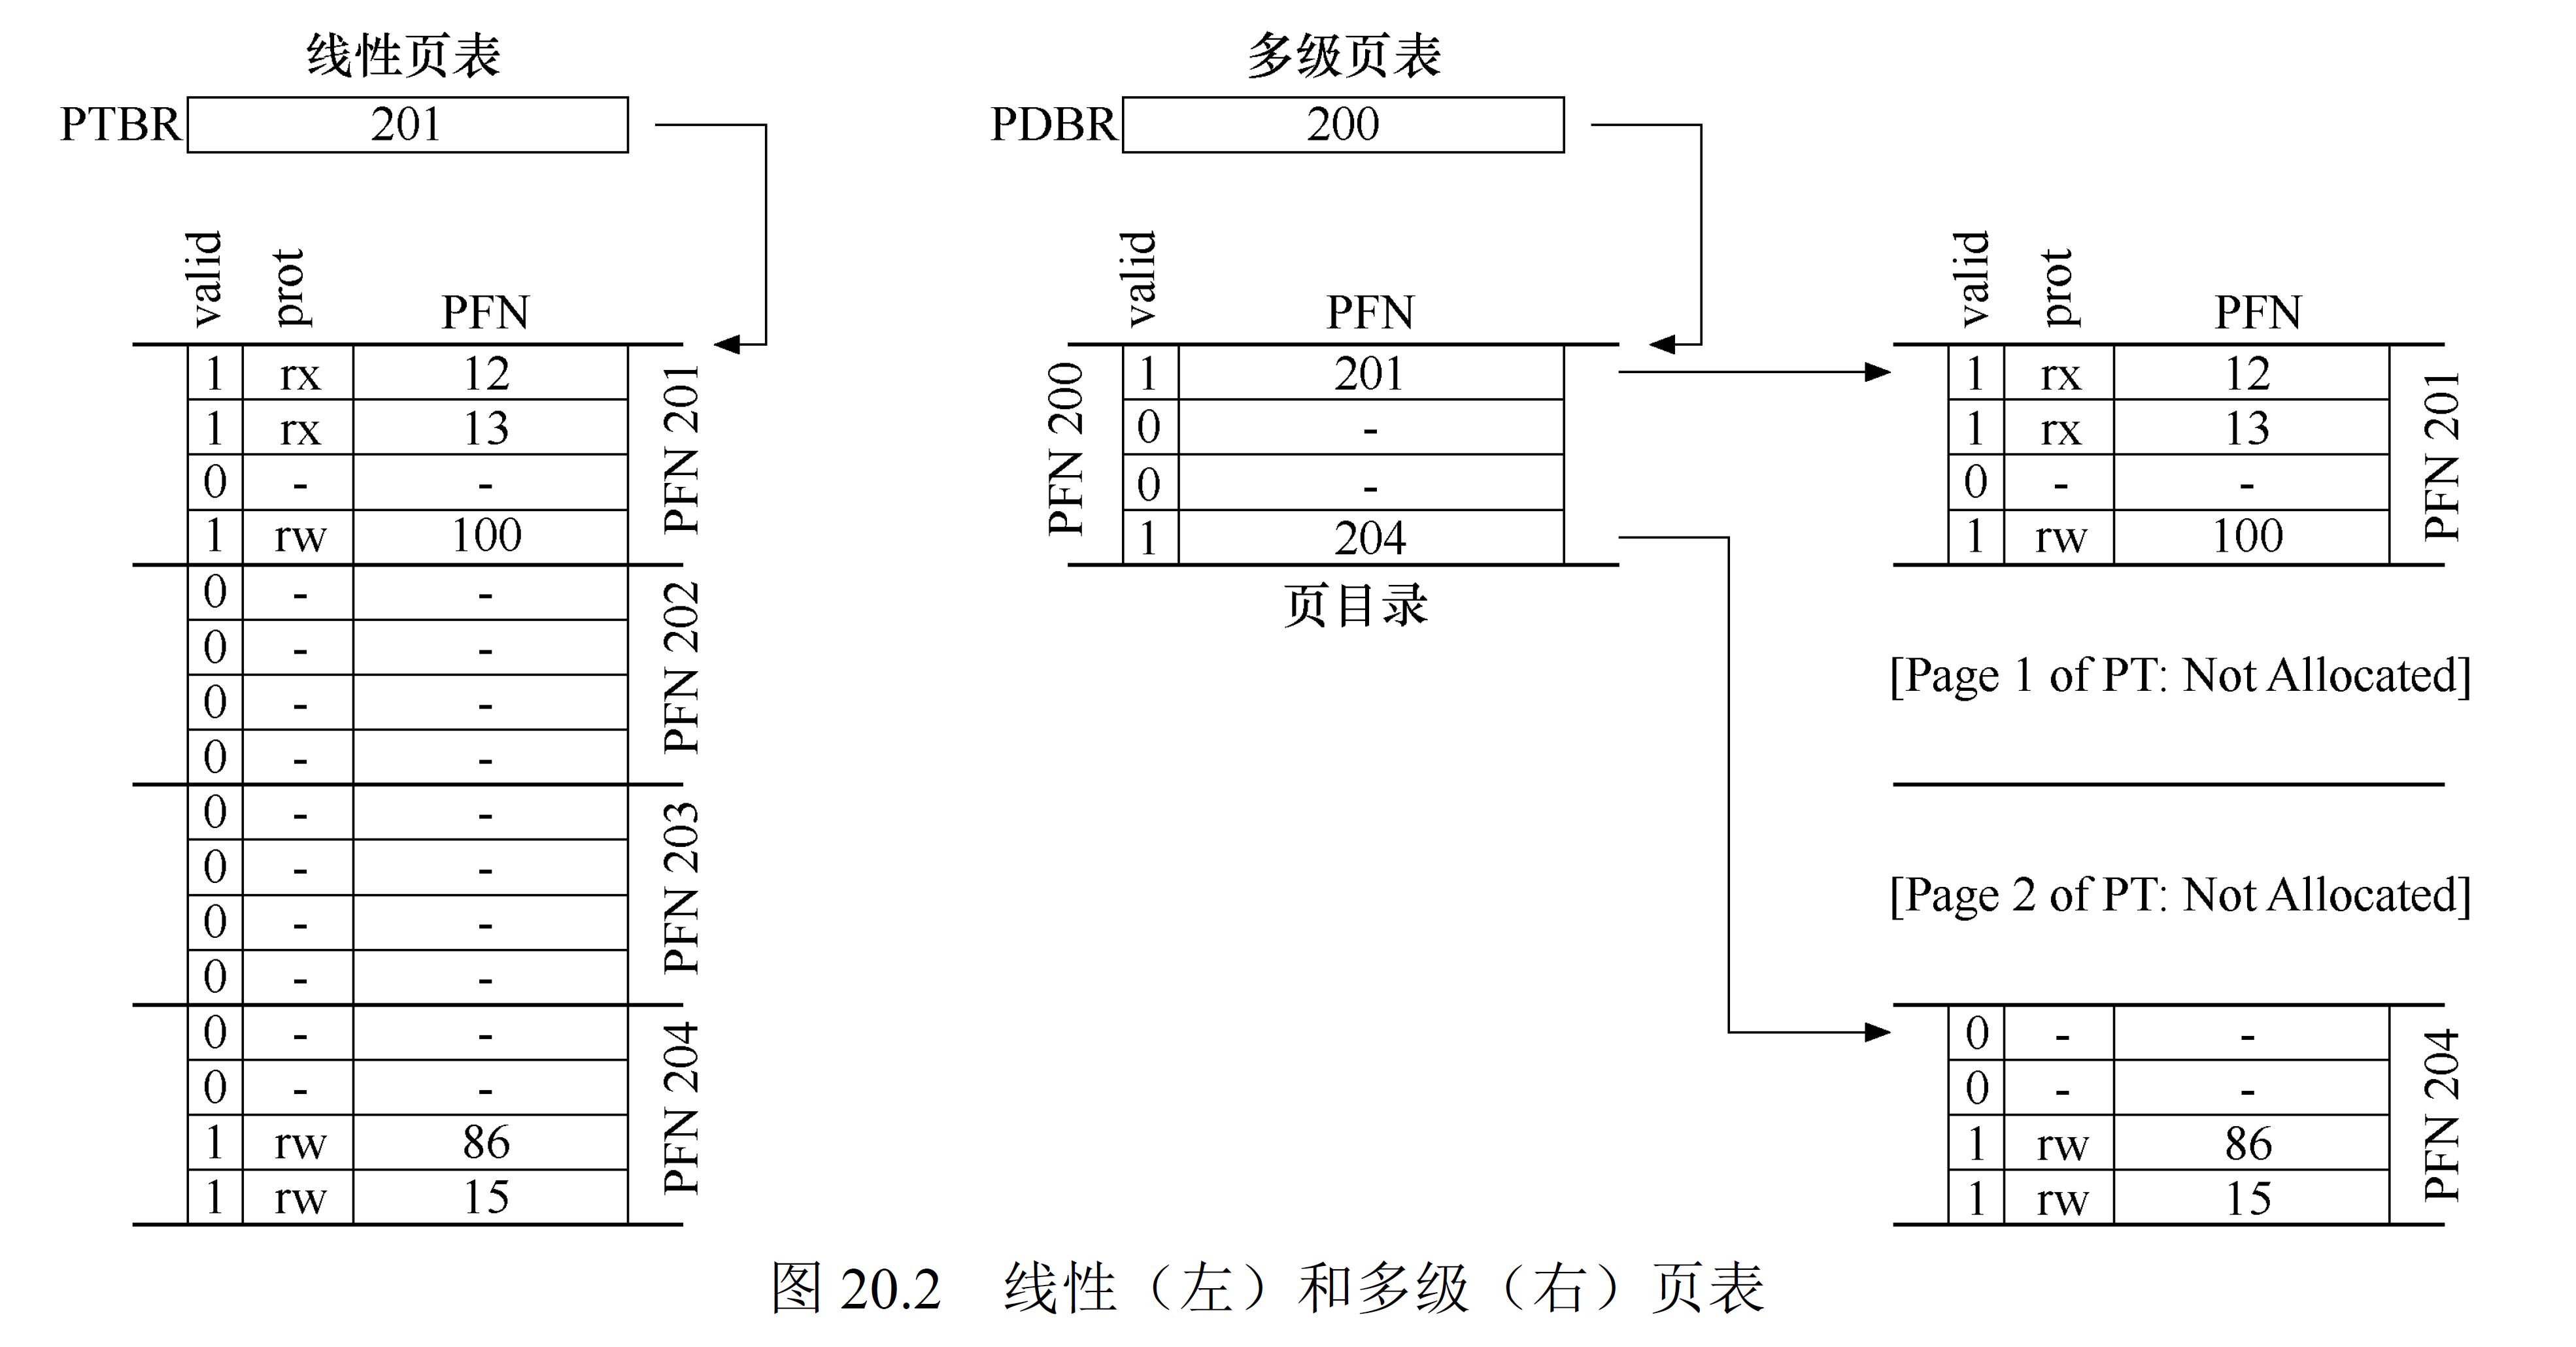 线性页表
PTBR 201
valid prot PFN
1 rx 12
1 rx 13
0 - -
1 rw 100
PFN 201
0 - -
0 - -
0 - -
0 - -
PFN 202
0 - -
0 - -
0 - -
0 - -
PFN 203
0 - -
0 - -
1 rw 86
1 rw 15
PFN 204
多级页表
PDBR 200
valid PFN
PFN 200
1 201
0 -
0 -
1 204
页目录
valid prot PFN
1 rx 12
1 rx 13
0 - -
1 rw 100
PFN 201
[Page 1 of PT: Not Allocated]
[Page 2 of PT: Not Allocated]
0 - -
0 - -
1 rw 86
1 rw 15
PFN 204
图 20.2 线性（左）和多级（右）页表